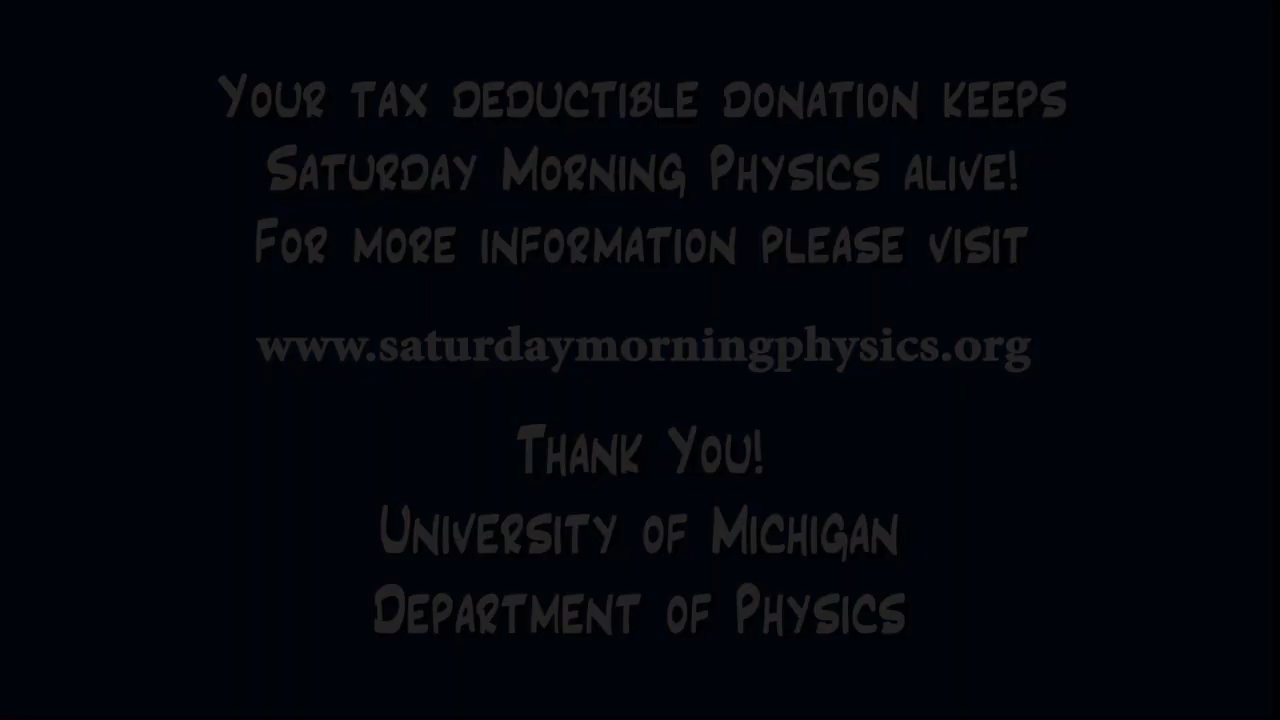 Your tax deductible donation keeps
Saturday Morning Physics alive!
For more information please visit
www.saturdaymorningphysics.org
Thank You!
University of Michigan
Department of Physics